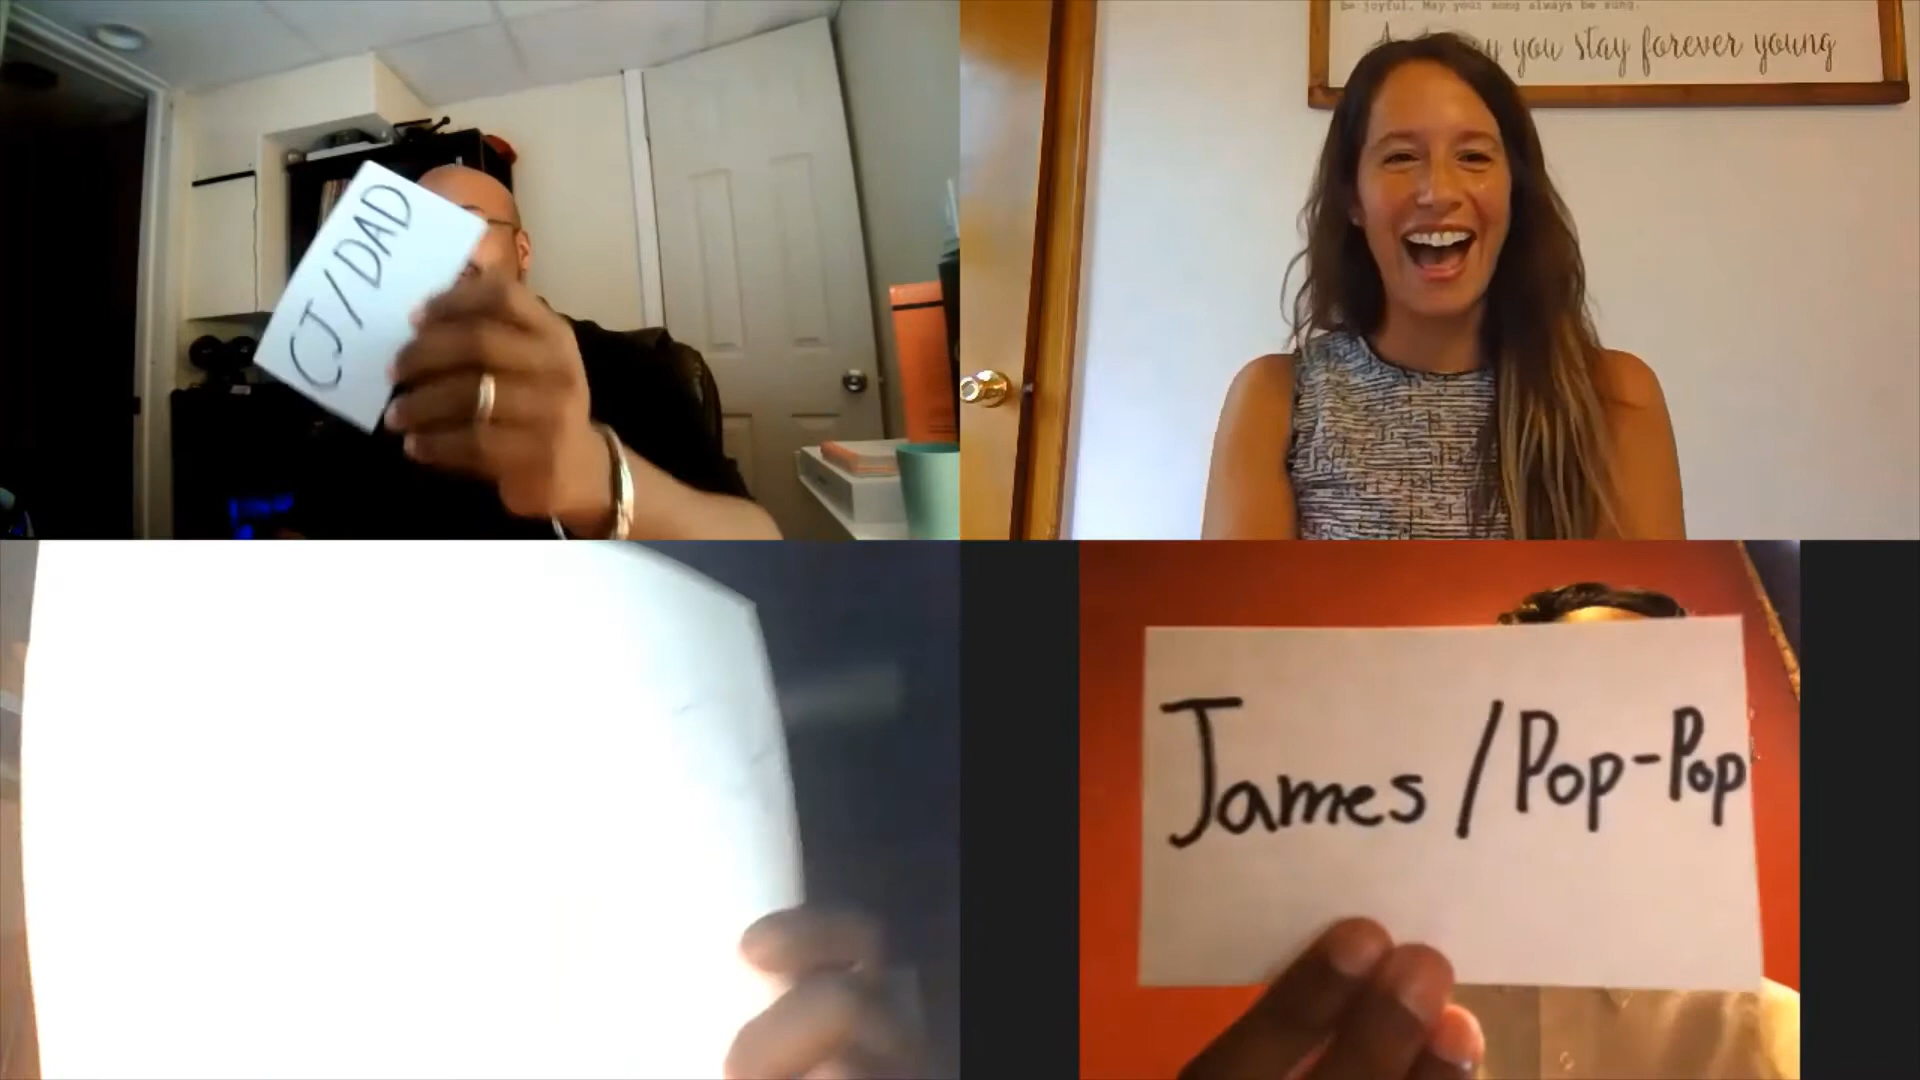 CJ/DAD
be joyful. May your song always be sung.
you stay forever young
James/Pop-Pop